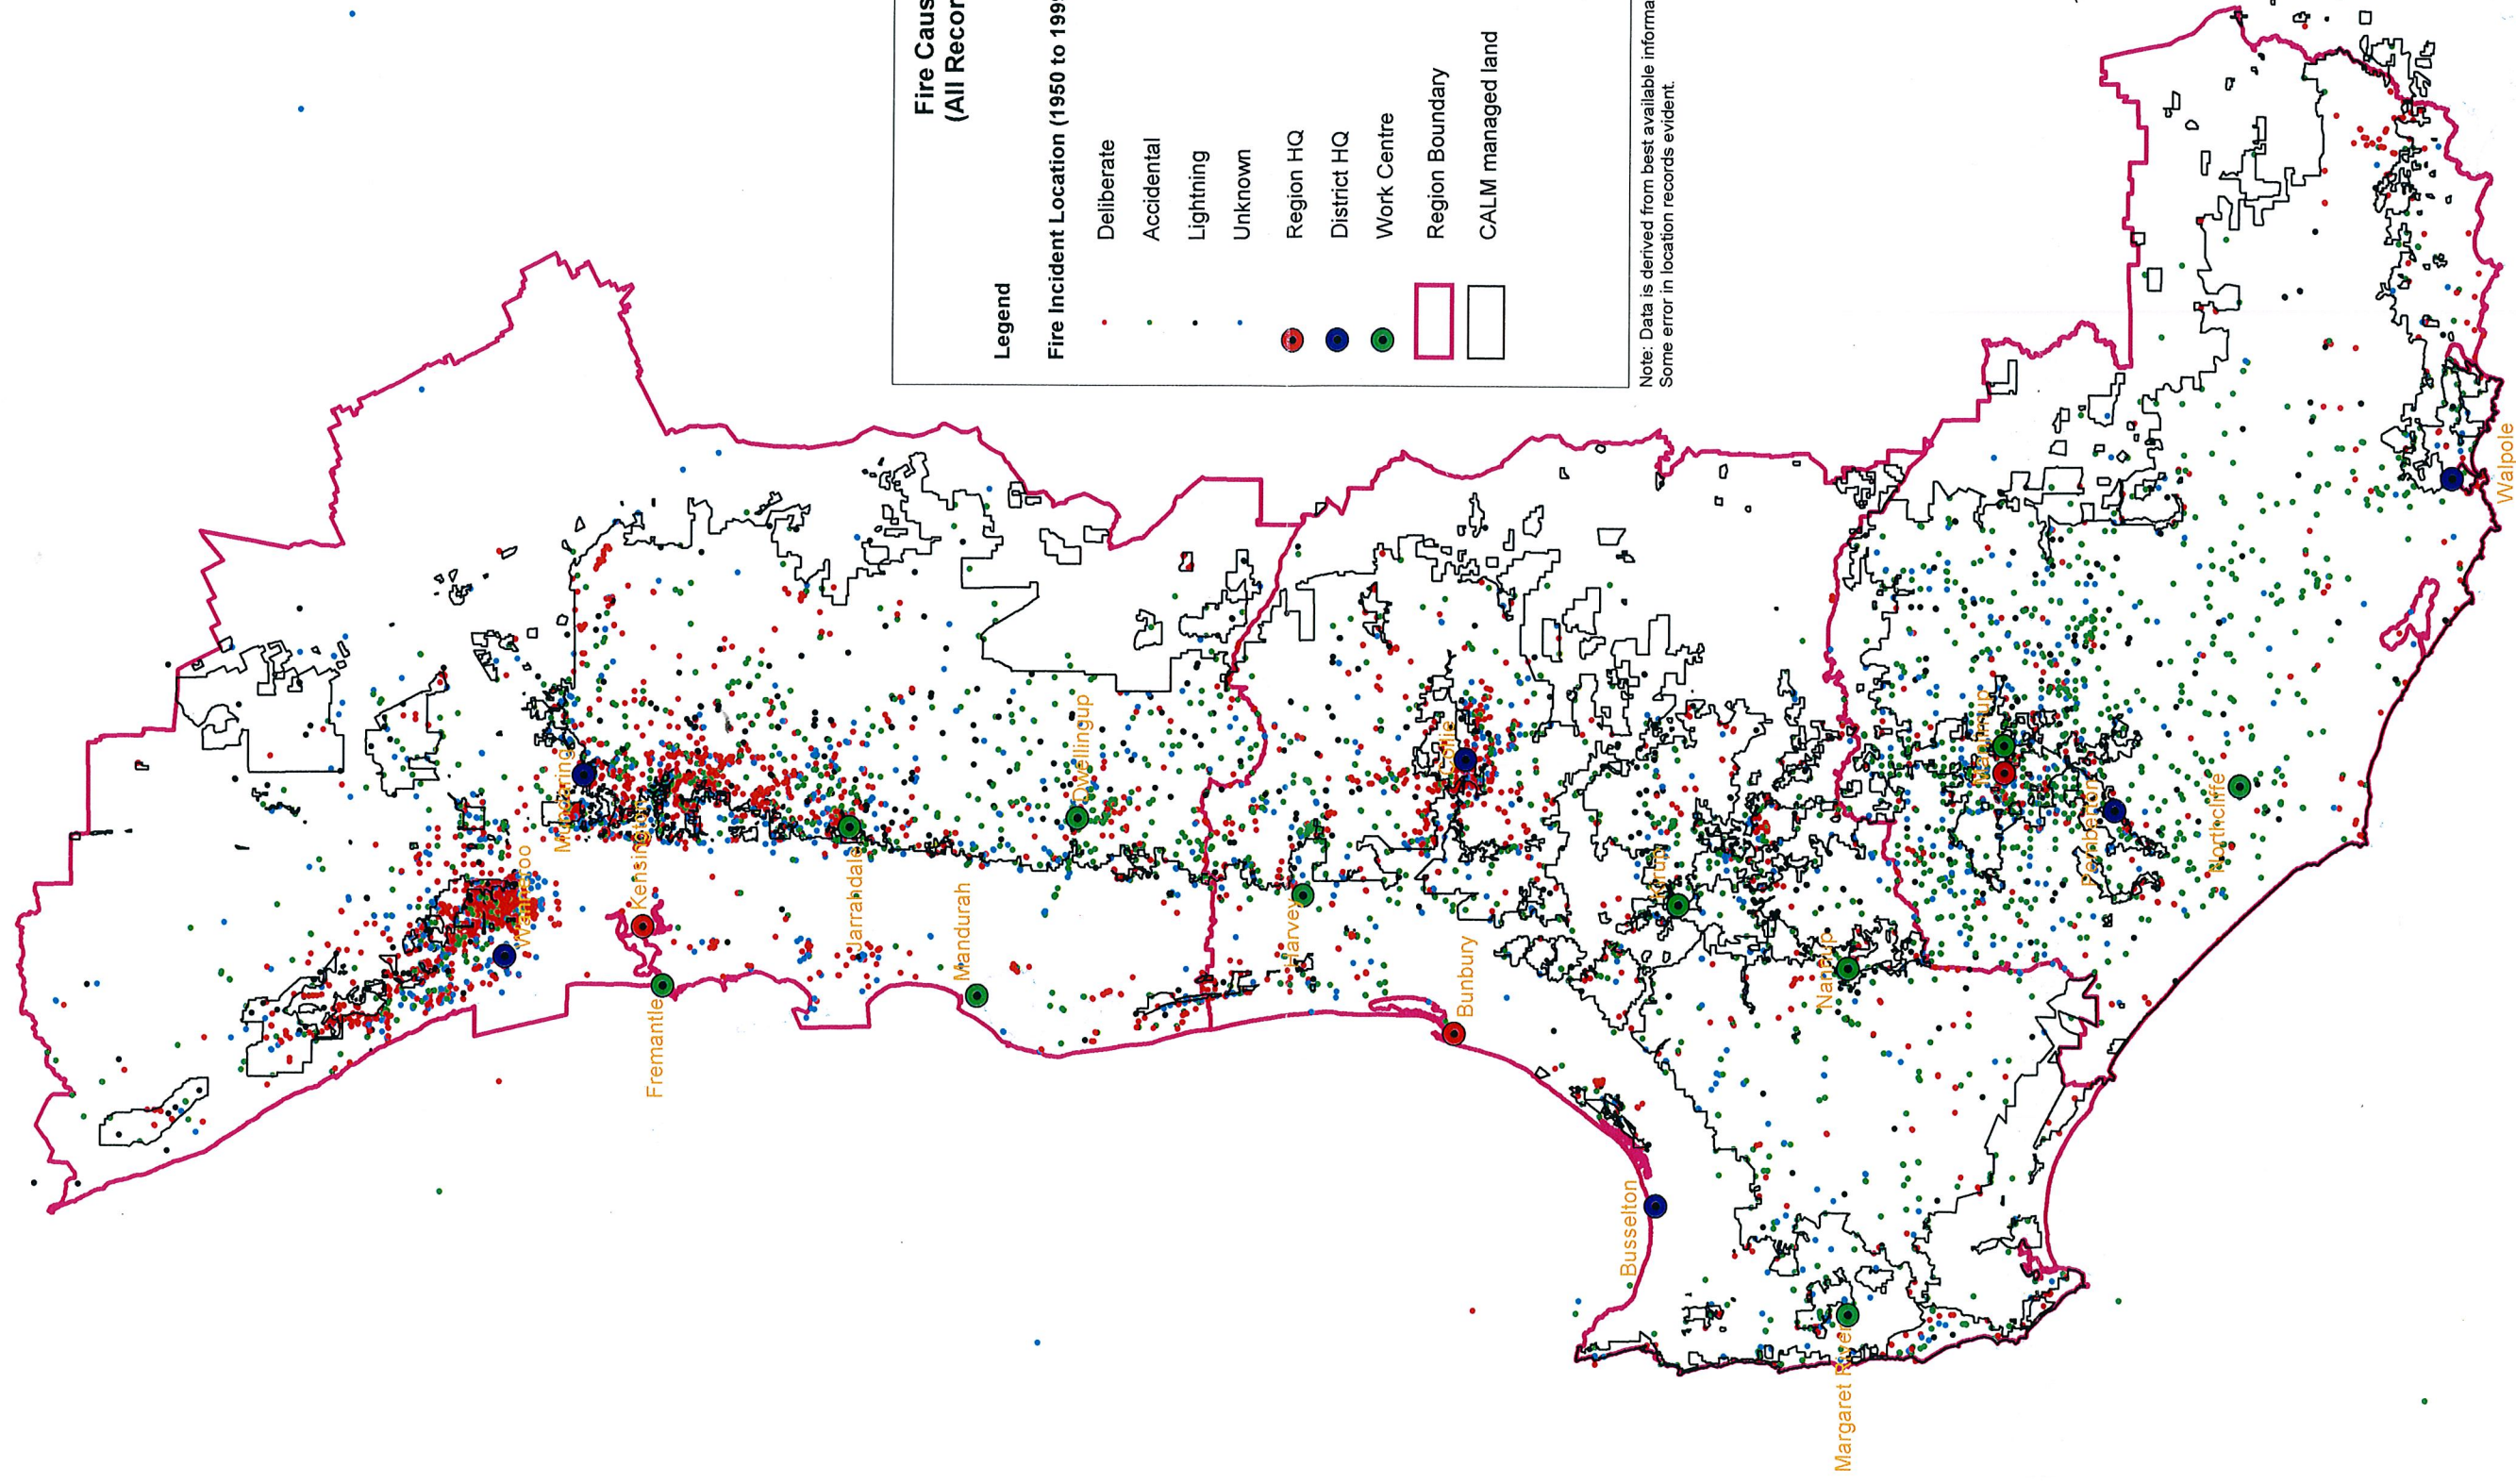 Fire Caus
(All Recor
Legend
Fire Incident Location (1950 to 1999
Deliberate
Accidental
Lightning
Unknown
Region HQ
District HQ
Work Centre
Region Boundary
CALM managed land
Note: Data is derived from best available informa
Some error in location records evident.
Mundaring
Wanneroo
Kensington
Fremantle
Jarrahdale
Mandurah
Dwellingup
Harvey
Collie
Bunbury
Kirup
Busselton
Nannup
Margaret River
Manjimup
Pemberton
Northcliffe
Walpole